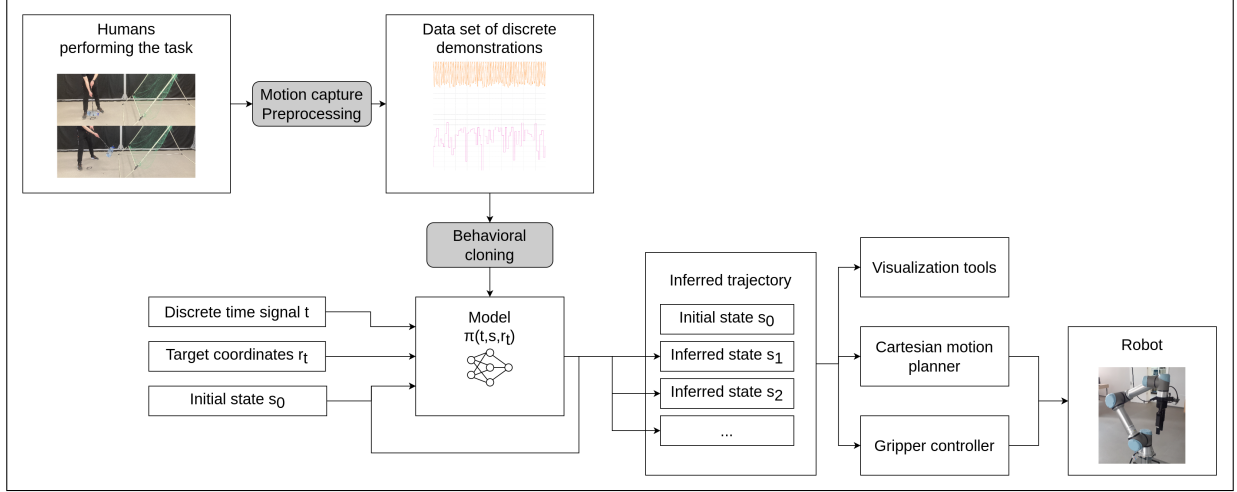 Humans
performing the task
Motion capture
Preprocessing
Data set of discrete
demonstrations
Behavioral
cloning
Discrete time signal t
Target coordinates rt
Initial state s0
Model
π(t,s,rt)
Inferred trajectory
Initial state s0
Inferred state s1
Inferred state s2
...
Visualization tools
Cartesian motion
planner
Gripper controller
Robot